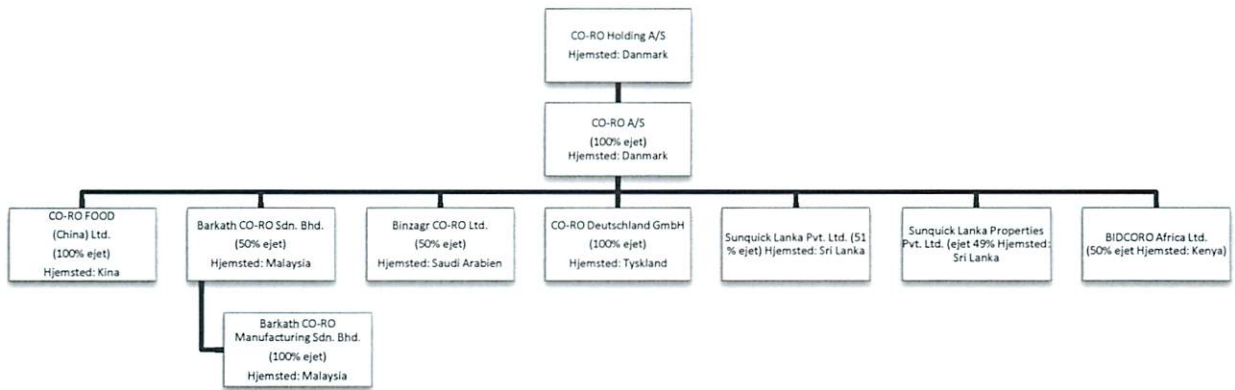 CO-RO Holding A/S
Hjemsted: Danmark
CO-RO A/S
(100% ejet)
Hjemsted: Danmark
CO-RO FOOD
(China) Ltd.
(100% ejet)
Hjemsted: Kina
Barkath CO-RO Sdn. Bhd.
(50% ejet)
Hjemsted: Malaysia
Binzagr CO-RO Ltd.
(50% ejet)
Hjemsted: Saudi Arabien
CO-RO Deutschland GmbH
(100% ejet)
Hjemsted: Tyskland
Sunquick Lanka Pvt. Ltd. (51
% ejet) Hjemsted: Sri Lanka
Sunquick Lanka Properties
Pvt. Ltd. (ejet 49% Hjemsted:
Sri Lanka
BIDCORO Africa Ltd.
(50% ejet Hjemsted: Kenya)
Barkath CO-RO
Manufacturing Sdn. Bhd.
(100% ejet)
Hjemsted: Malaysia